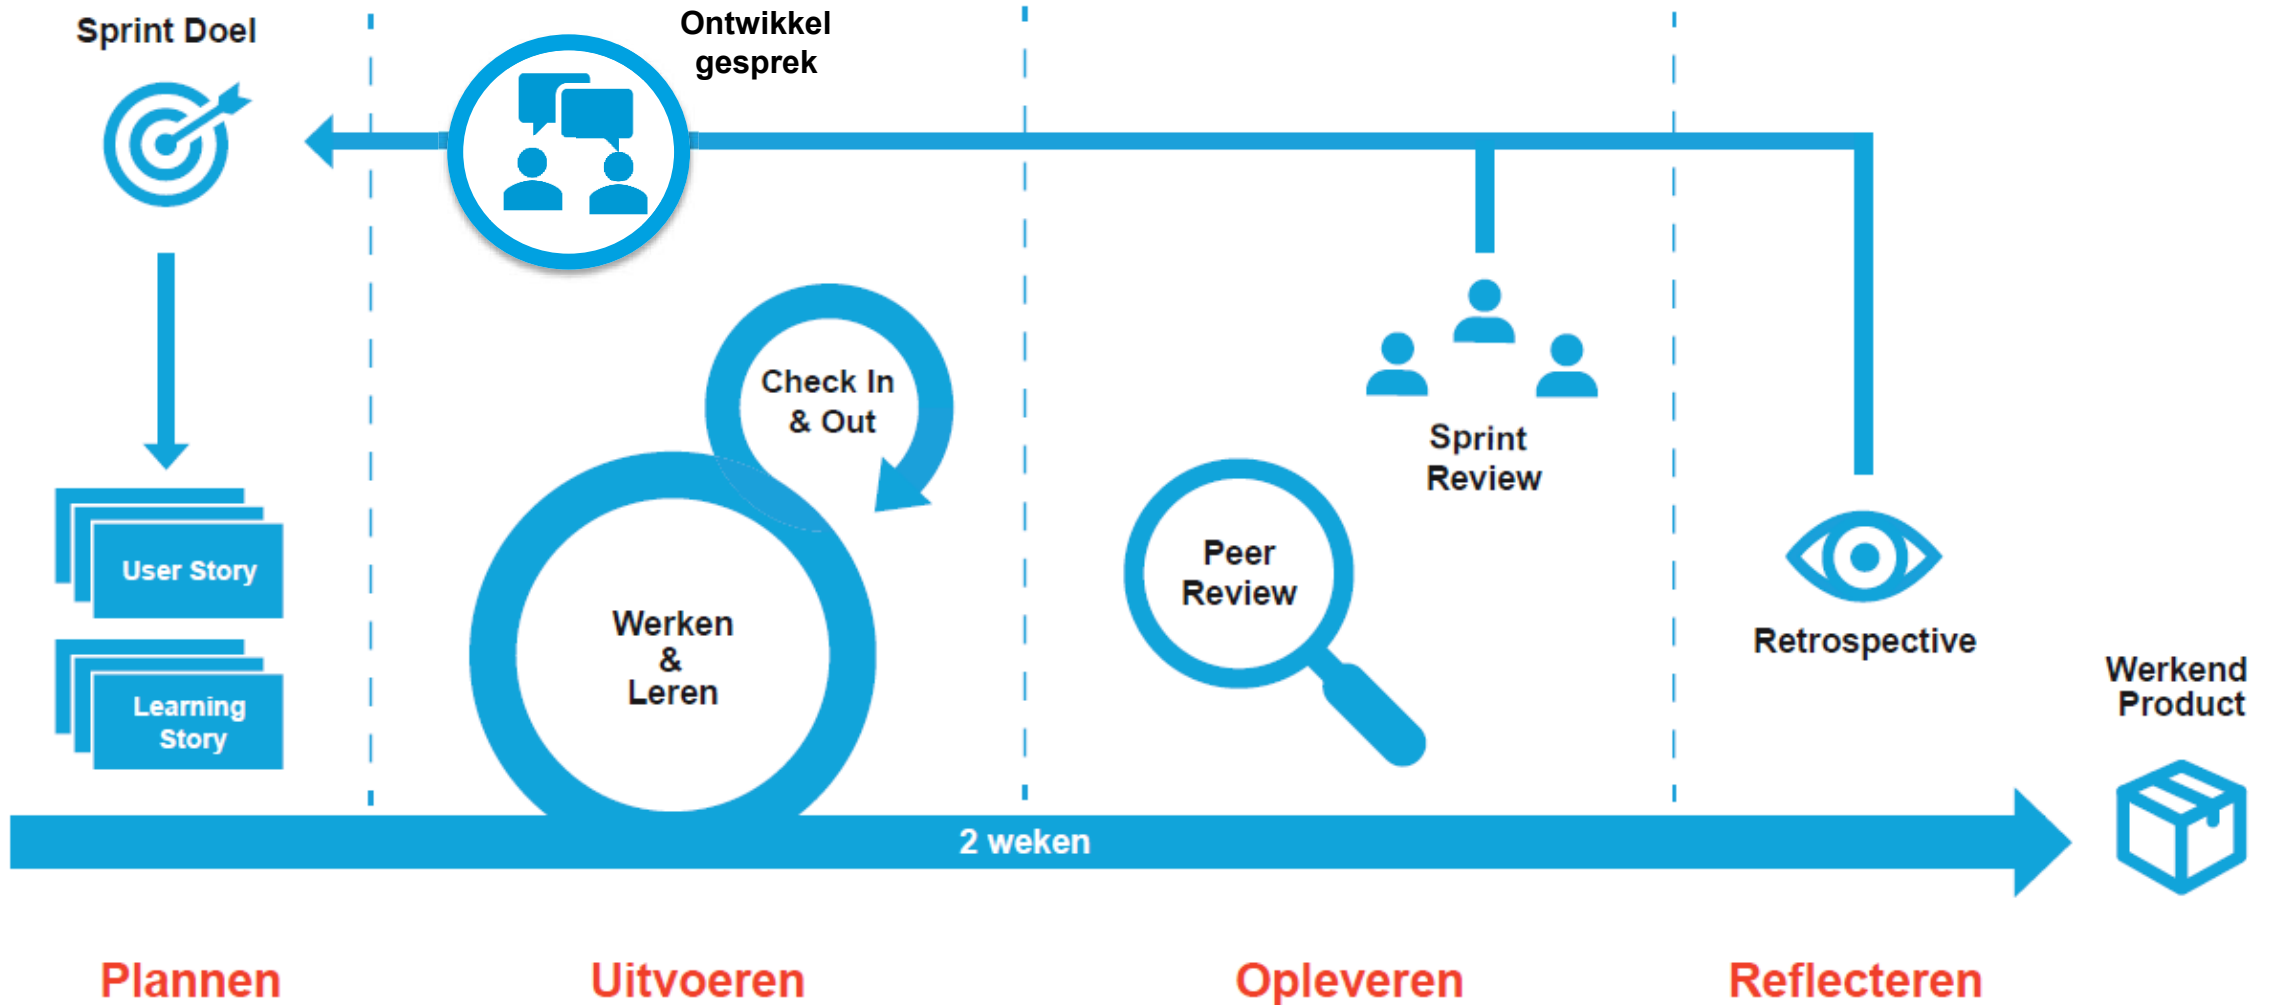 Sprint Doel
Ontwikkel
gesprek
User Story
Learning
Story
Check In
& Out
Werken
&
Leren
Peer
Review
Sprint
Review
Retrospective
Werkend
Product
2 weken
Plannen
Uitvoeren
Opleveren
Reflecteren